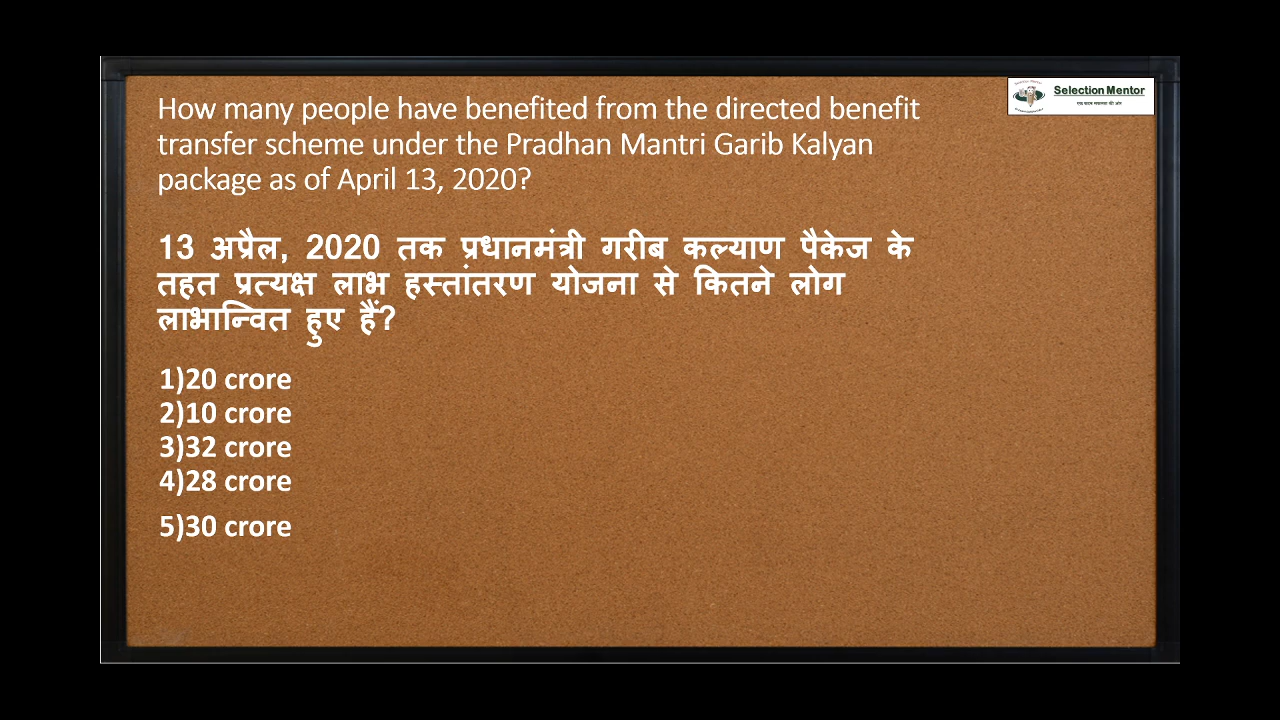 Selection Mentor
How many people have benefited from the directed benefit
transfer scheme under the Pradhan Mantri Garib Kalyan
package as of April 13, 2020?
13 अप्रैल, 2020 तक प्रधानमंत्री गरीब कल्याण पैकेज के
तहत प्रत्यक्ष लाभ हस्तांतरण योजना से कितने लोग
लाभान्वित हुए हैं?
1)20 crore
2)10 crore
3)32 crore
4)28 crore
5)30 crore